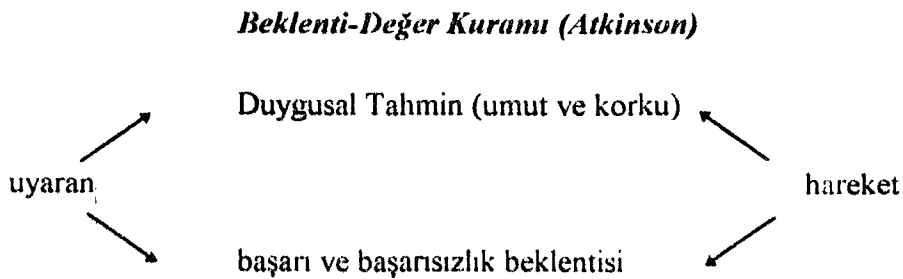 Beklenti-Değer Kuramı (Atkinson)
Duygusal Tahmin (umut ve korku)
uyaran
hareket
başarı ve başarısızlık beklentisi